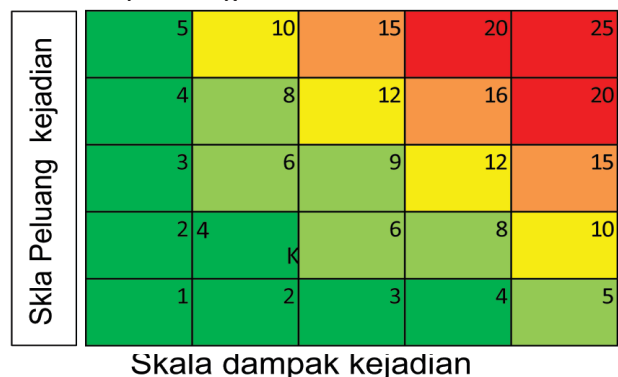 Skla Peluang kejadian
5 10 15 20 25
4 8 12 16 20
3 6 9 12 15
2 4 K 6 8 10
1 2 3 4 5
Skala dampak kejadian